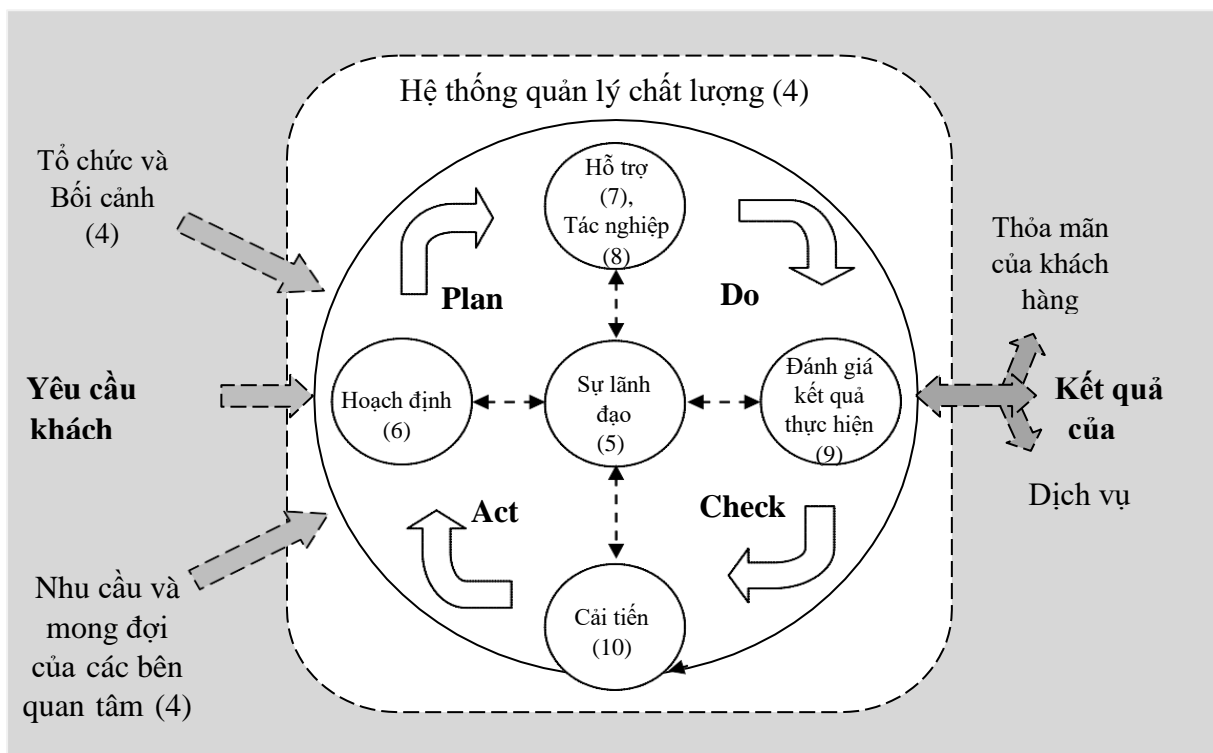 Hệ thống quản lý chất lượng (4)
Tổ chức và
Bối cảnh
(4)
Hỗ trợ
(7),
Tác nghiệp
(8)
Thỏa mãn
của khách
hàng
Plan
Do
Yêu cầu
khách
Hoạch định
(6)
Sự lãnh
đạo
(5)
Đánh giá
kết quả
thực hiện
(9)
Kết quả
của
Act
Check
Dịch vụ
Nhu cầu và
mong đợi
của các bên
quan tâm (4)
Cải tiến
(10)